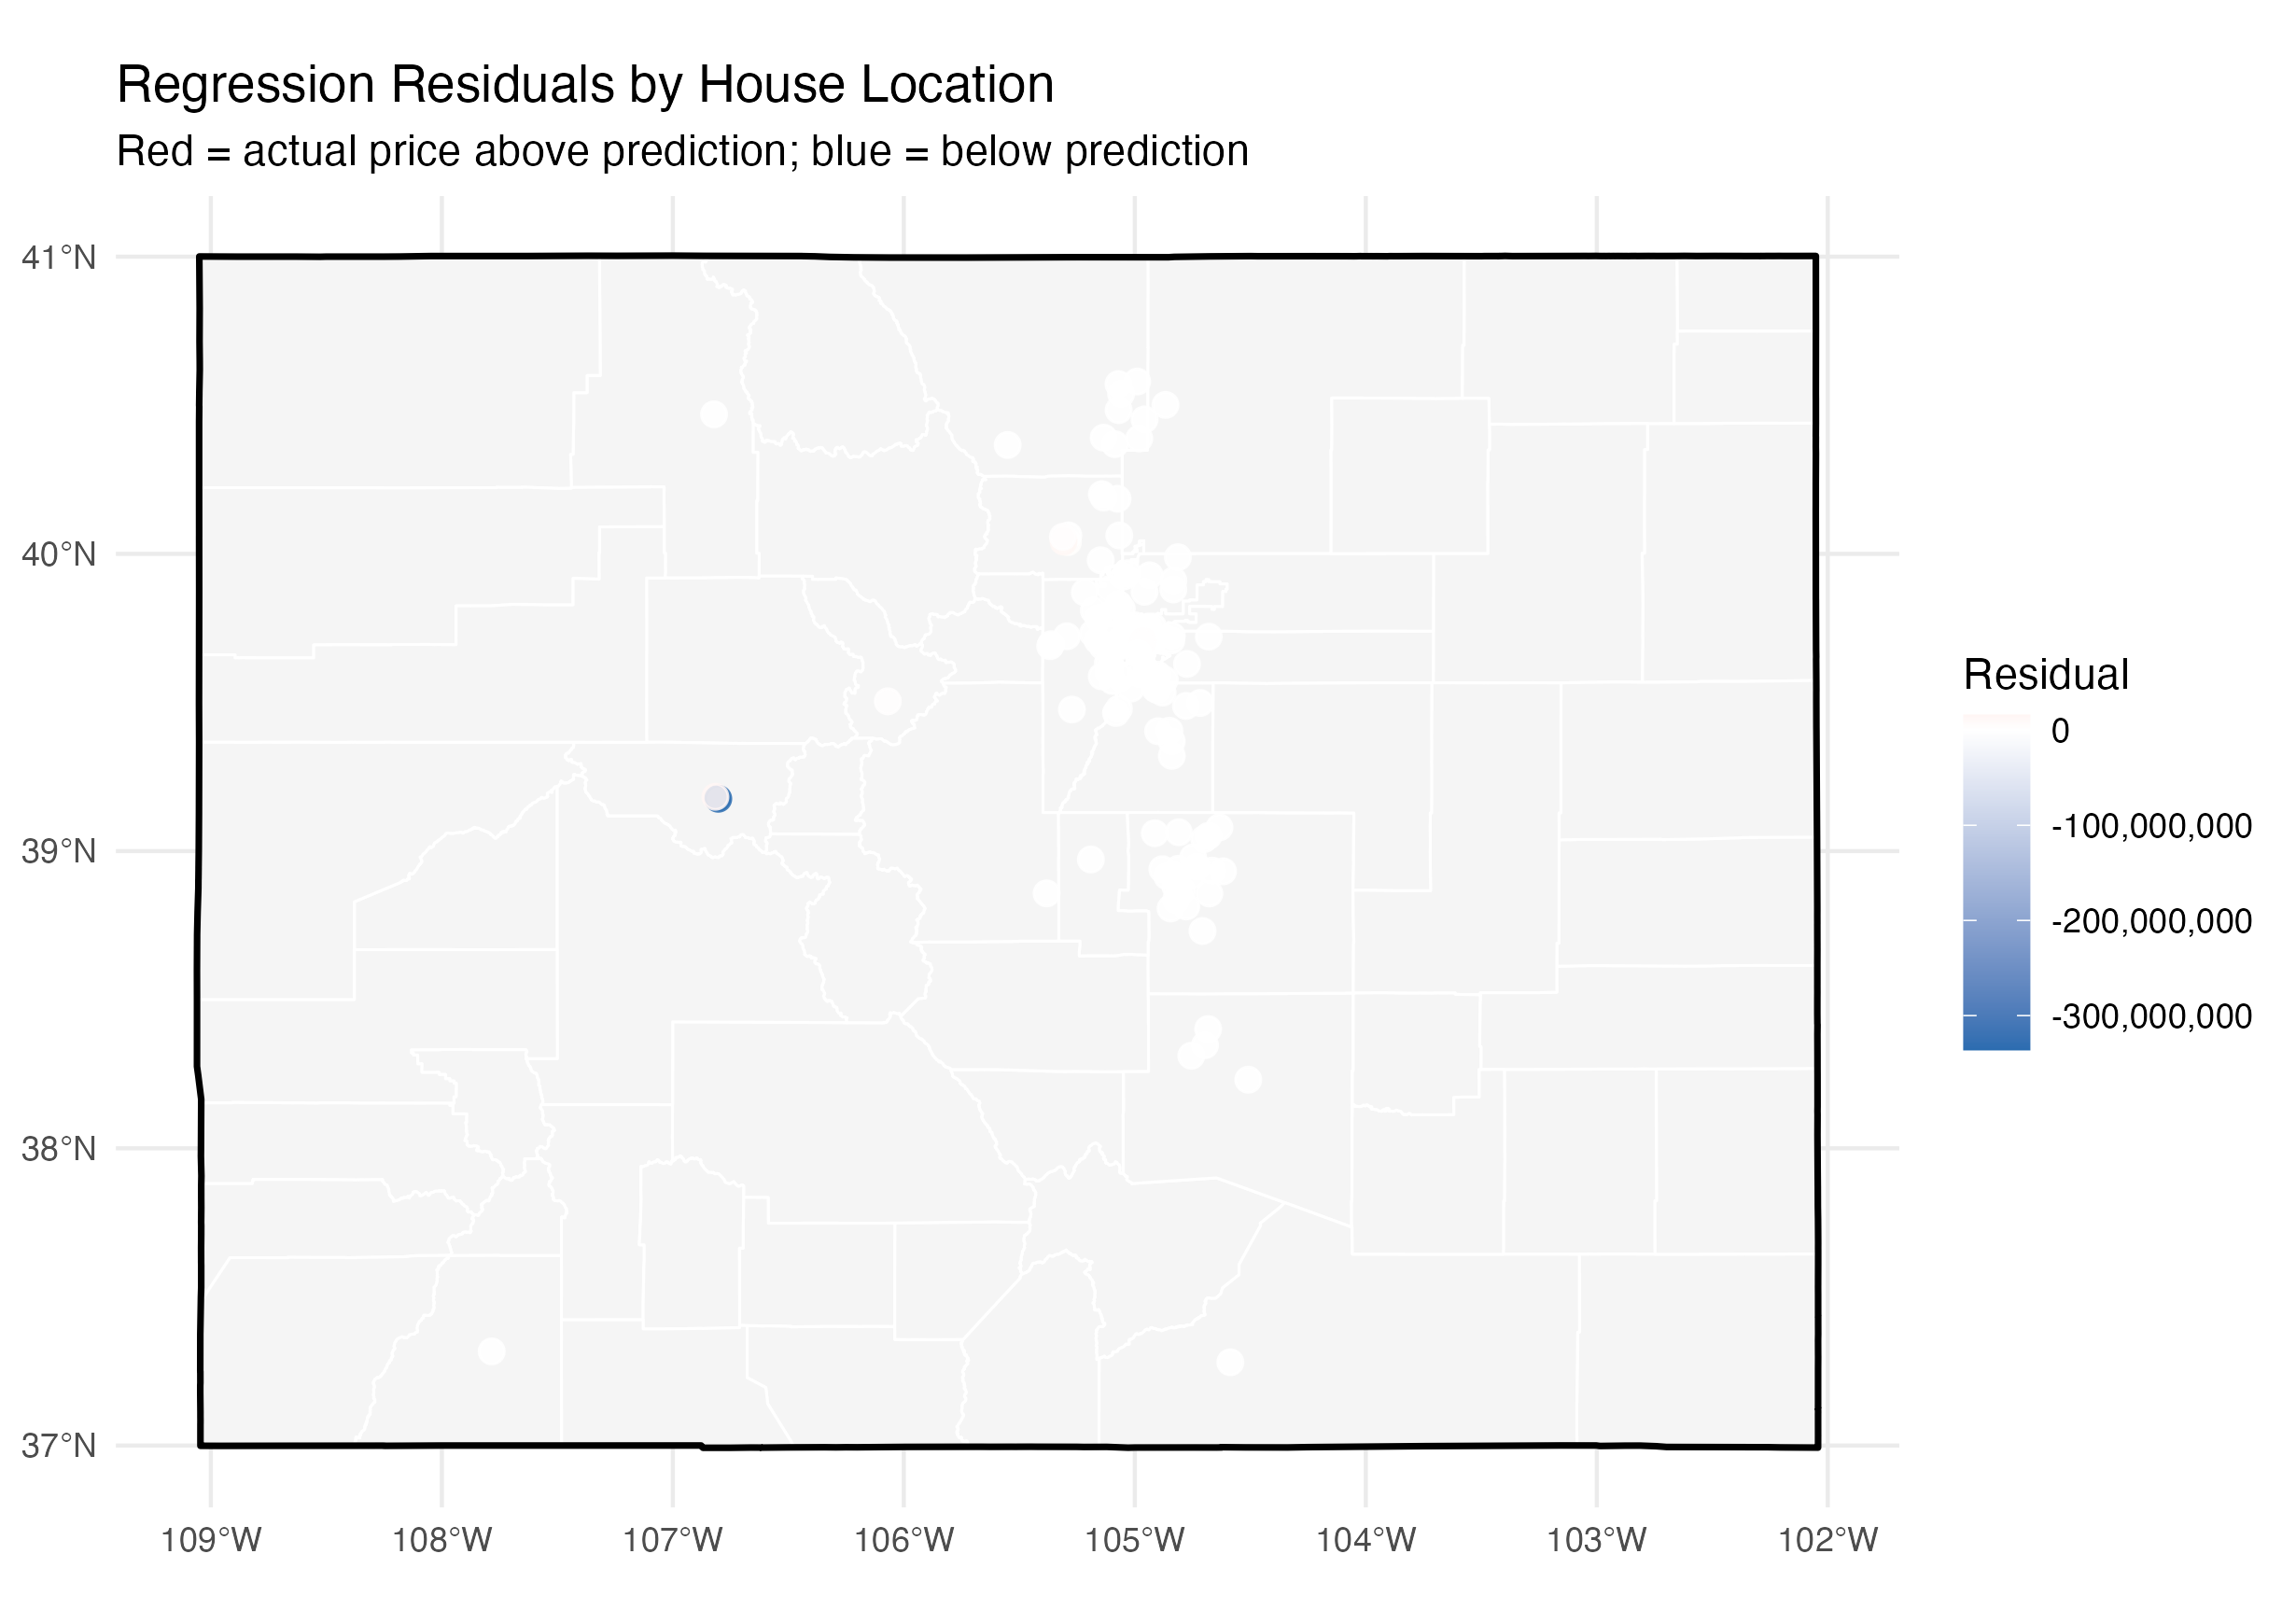 Regression Residuals by House Location
Red = actual price above prediction; blue = below prediction
41°N
40°N
39°N
38°N
37°N
109°W
108°W
107°W
106°W
105°W
104°W
103°W
102°W
Residual
0
-100,000,000
-200,000,000
-300,000,000